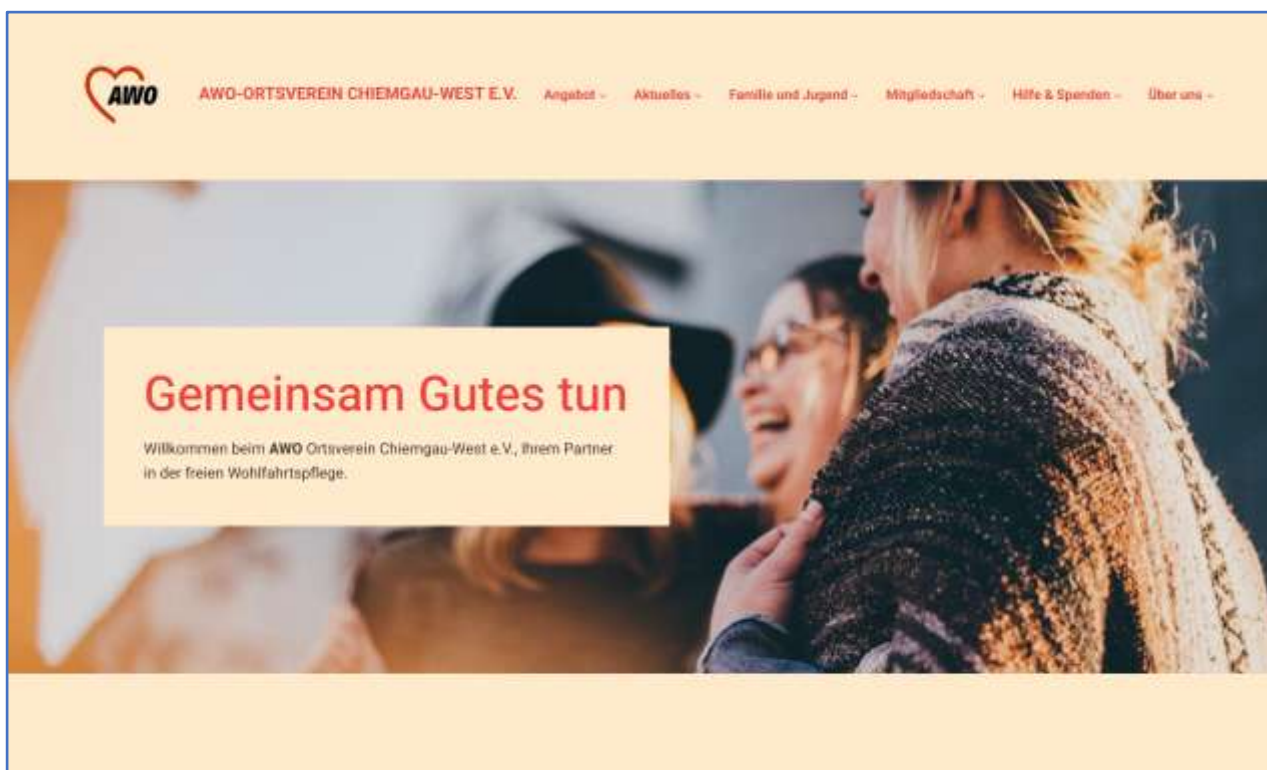 AWO
AWO-ORTSVEREIN CHIEMGAU-WEST E.V.
Angebot
Aktuelles
Familie und Jugend
Mitgliedschaft
Hilfe & Spenden
Über uns
Gemeinsam Gutes tun
Willkommen beim AWO Ortsverein Chiemgau-West e.V., Ihrem Partner
in der freien Wohlfahrtspflege.